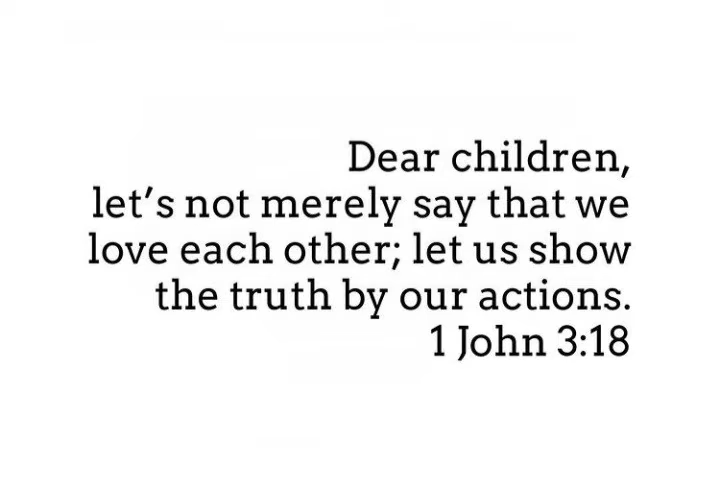 Dear children,
let’s not merely say that we
love each other; let us show
the truth by our actions.
1 John 3:18